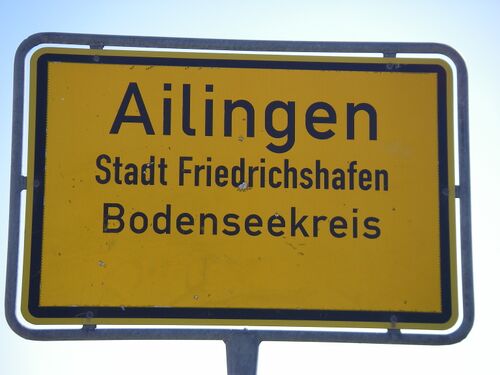 Ailingen
Stadt Friedrichshafen
Bodenseekreis